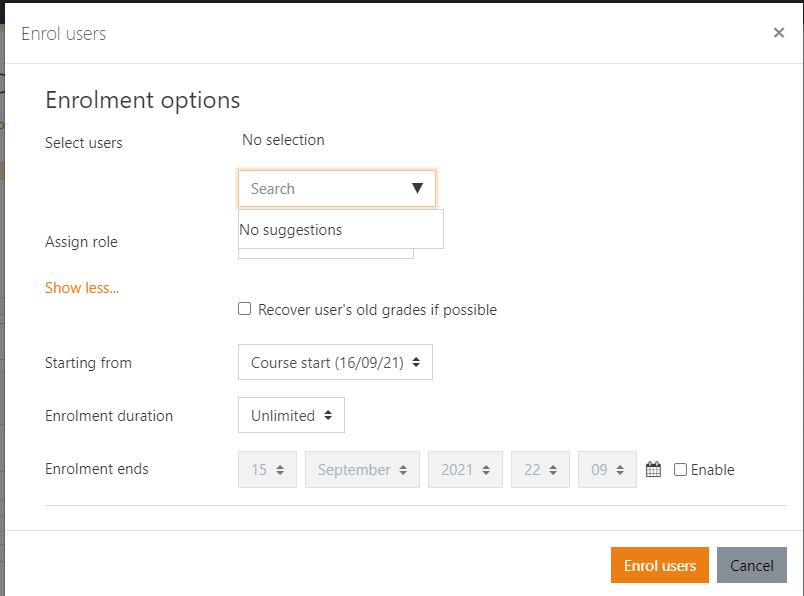 Enrol users ×
Enrolment options
Select users No selection
Search ▼
No suggestions
Assign role
Show less...
Recover user's old grades if possible
Starting from Course start (16/09/21)
Enrolment duration Unlimited
Enrolment ends 15 September 2021 22 09 Enable
Enrol users Cancel